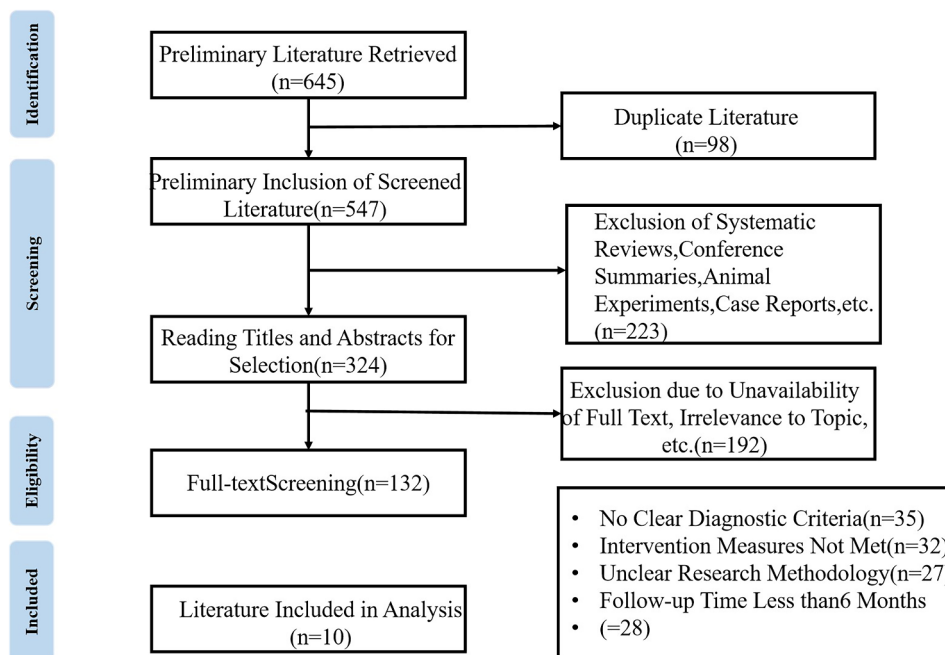 Identification
Preliminary Literature Retrieved
(n=645)
Duplicate Literature
(n=98)
Screening
Preliminary Inclusion of Screened
Literature(n=547)
Exclusion of Systematic
Reviews,Conference
Summaries,Animal
Experiments,Case Reports,etc.
(n=223)
Reading Titles and Abstracts for
Selection(n=324)
Exclusion due to Unavailability
of Full Text, Irrelevance to Topic,
etc.(n=192)
Eligibility
Full-textScreening(n=132)
• No Clear Diagnostic Criteria(n=35)
• Intervention Measures Not Met(n=32)
• Unclear Research Methodology(n=27
• Follow-up Time Less than6 Months
• (=28)
Included
Literature Included in Analysis
(n=10)